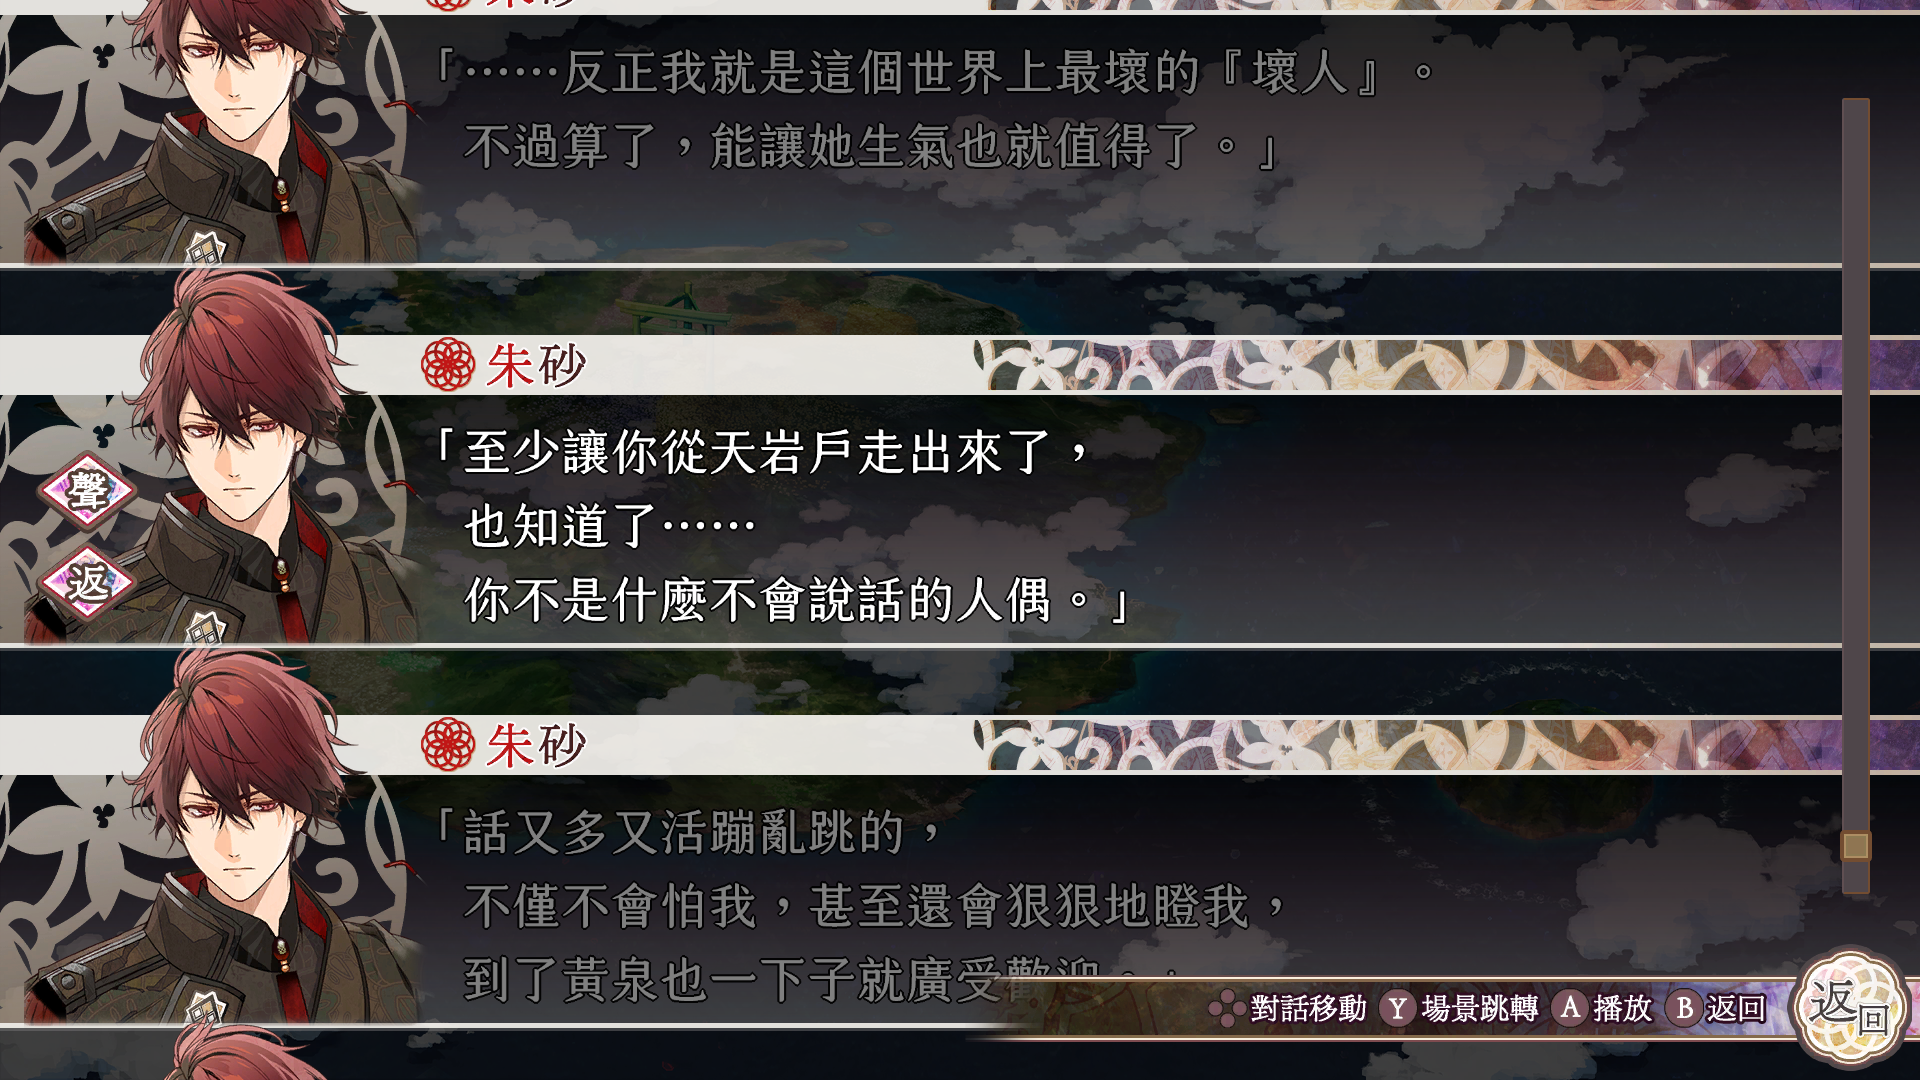 朱砂
「……反正我就是這個世界上最壞的『壞人』。
不過算了，能讓她生氣也就值得了。」
朱砂
「至少讓你從天岩戶走出來了，
也知道了……
你不是什麼不會說話的人偶。」
聲
返
朱砂
「話又多又活蹦亂跳的，
不僅不會怕我，甚至還會狠狠地瞪我，
到了黃泉也一下子就廣受歡迎。」
對話移動 Y 場景跳轉 A 播放 B 返回
返回